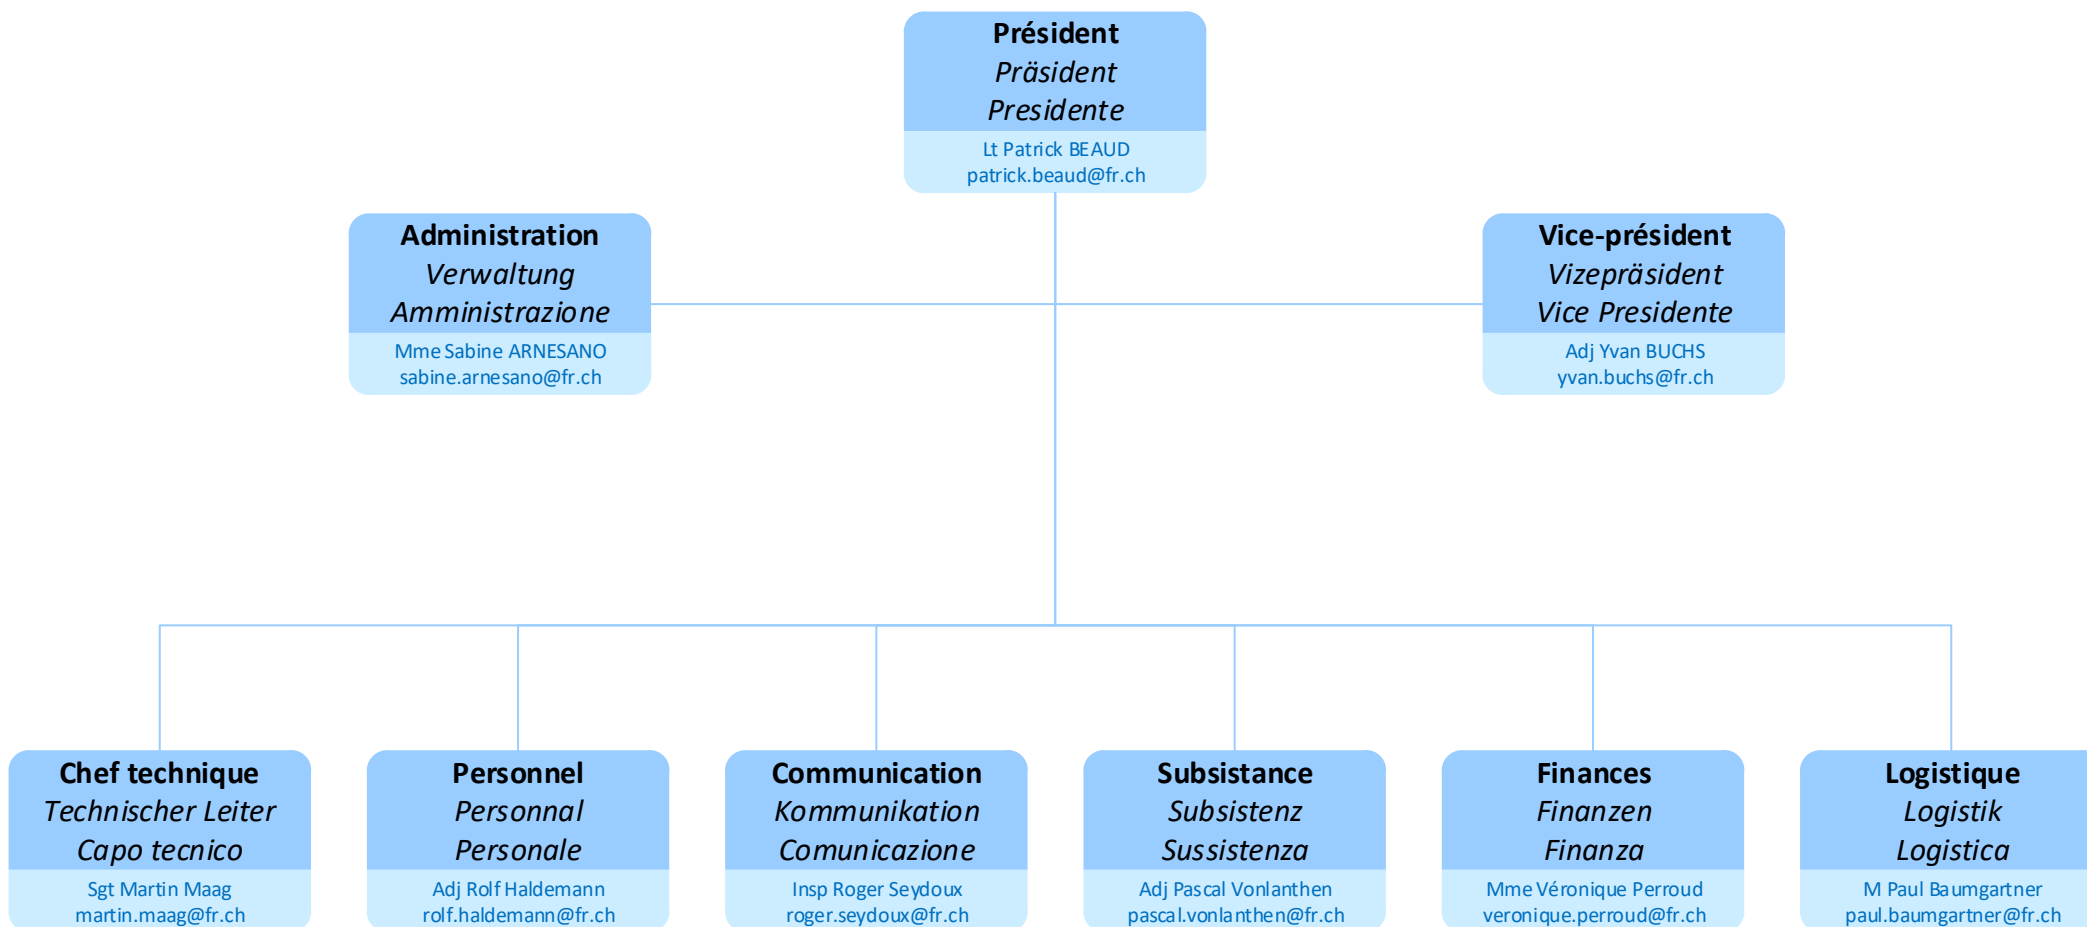 Président
Präsident
Presidente
Lt Patrick BEAUD
patrick.beaud@fr.ch
Administration
Verwaltung
Amministrazione
Mme Sabine ARNESANO
sabine.arnesano@fr.ch
Vice-président
Vizepräsident
Vice Presidente
Adj Yvan BUCHS
yvan.buchs@fr.ch
Chef technique
Technischer Leiter
Capo tecnico
Sgt Martin Maag
martin.maag@fr.ch
Personnel
Personnal
Personale
Adj Rolf Haldemann
rolf.haldemann@fr.ch
Communication
Kommunikation
Comunicazione
Insp Roger Seydoux
roger.seydoux@fr.ch
Subsistance
Subsistenz
Sussistenza
Adj Pascal Vonlanthen
pascal.vonlanthen@fr.ch
Finances
Finanzen
Finanza
Mme Véronique Perroud
veronique.perroud@fr.ch
Logistique
Logistik
Logistica
M Paul Baumgartner
paul.baumgartner@fr.ch